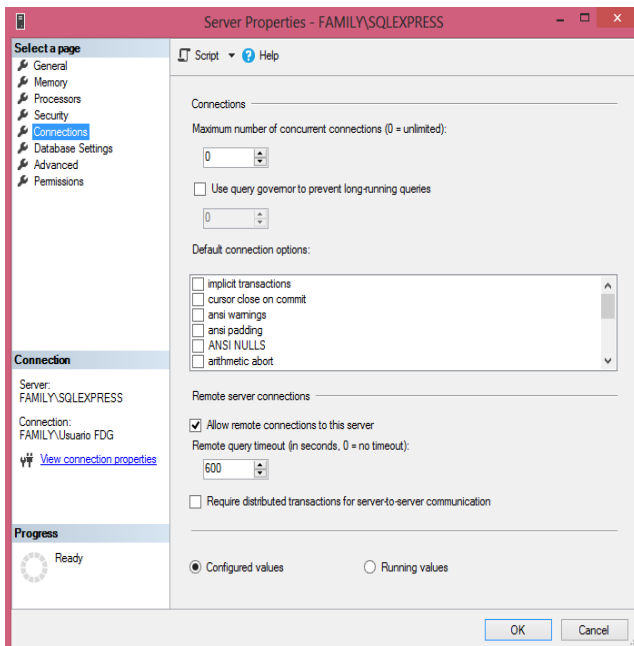 Server Properties - FAMILY\SQLEXPRESS
Select a page
General
Memory
Processors
Security
Connections
Database Settings
Advanced
Permissions
Script
Help
Connections
Maximum number of concurrent connections (0 = unlimited):
0
Use query governor to prevent long-running queries
0
Default connection options:
implicit transactions
cursor close on commit
ansi warnings
ansi padding
ANSI NULLS
arithmetic abort
Remote server connections
Allow remote connections to this server
Remote query timeout (in seconds, 0 = no timeout):
600
Require distributed transactions for server-to-server communication
Configured values
Running values
Connection
Server:
FAMILY\SQLEXPRESS
Connection:
FAMILY\Usuario FDG
View connection properties
Progress
Ready
OK
Cancel